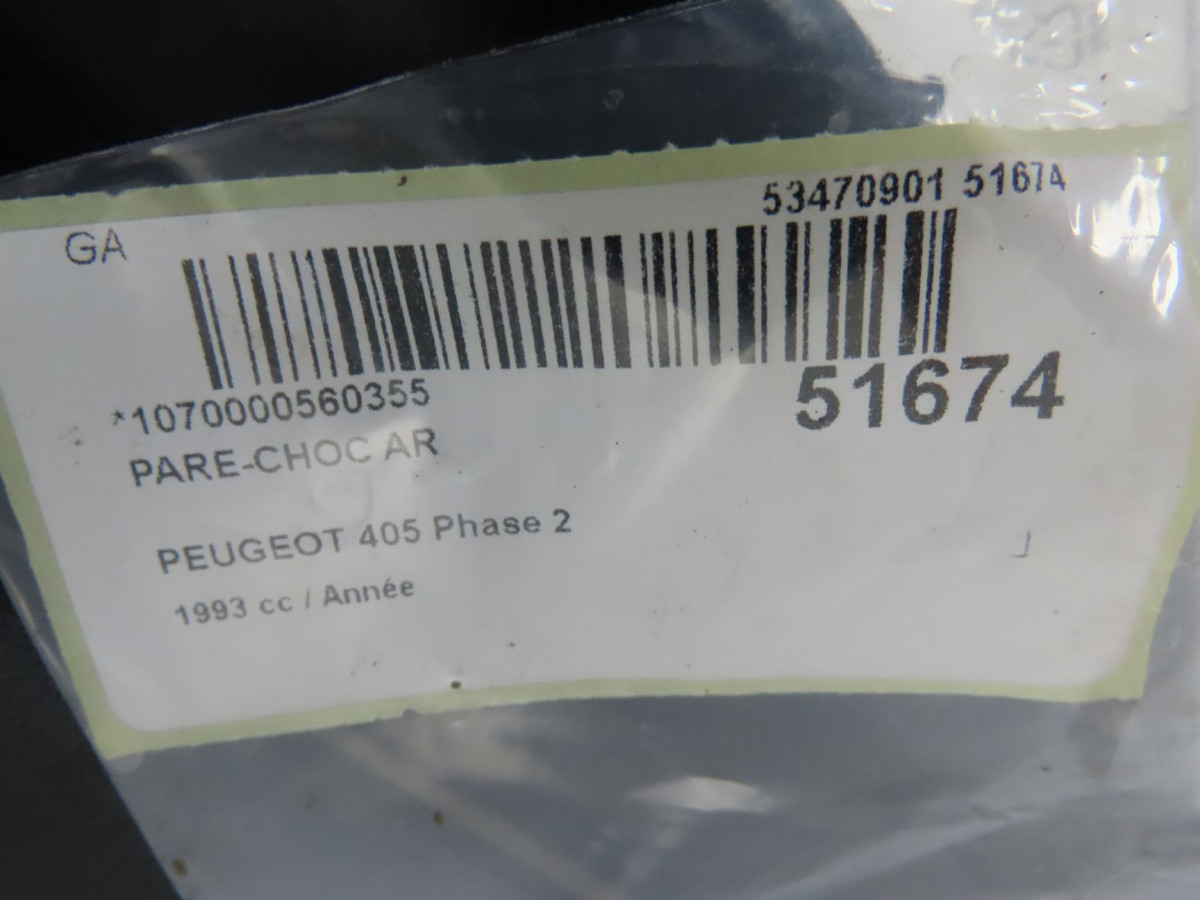 53470901 51674
GA
51674
*1070000560355
PARE-CHOC AR
PEUGEOT 405 Phase 2
1993 cc / Année